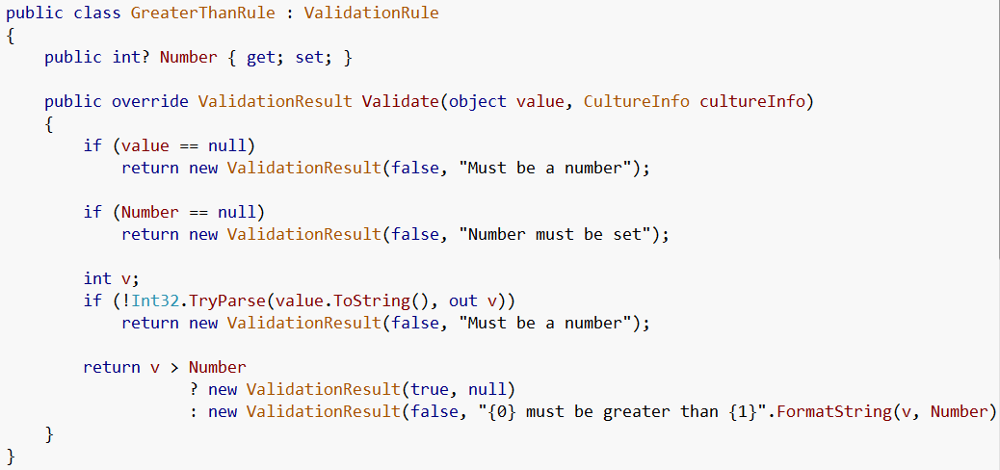 public class GreaterThanRule : ValidationRule
{
    public int? Number { get; set; }

    public override ValidationResult Validate(object value, CultureInfo cultureInfo)
    {
        if (value == null)
            return new ValidationResult(false, "Must be a number");

        if (Number == null)
            return new ValidationResult(false, "Number must be set");

        int v;
        if (!Int32.TryParse(value.ToString(), out v))
            return new ValidationResult(false, "Must be a number");

        return v > Number
                   ? new ValidationResult(true, null)
                   : new ValidationResult(false, "{0} must be greater than {1}".FormatString(v, Number)
    }
}